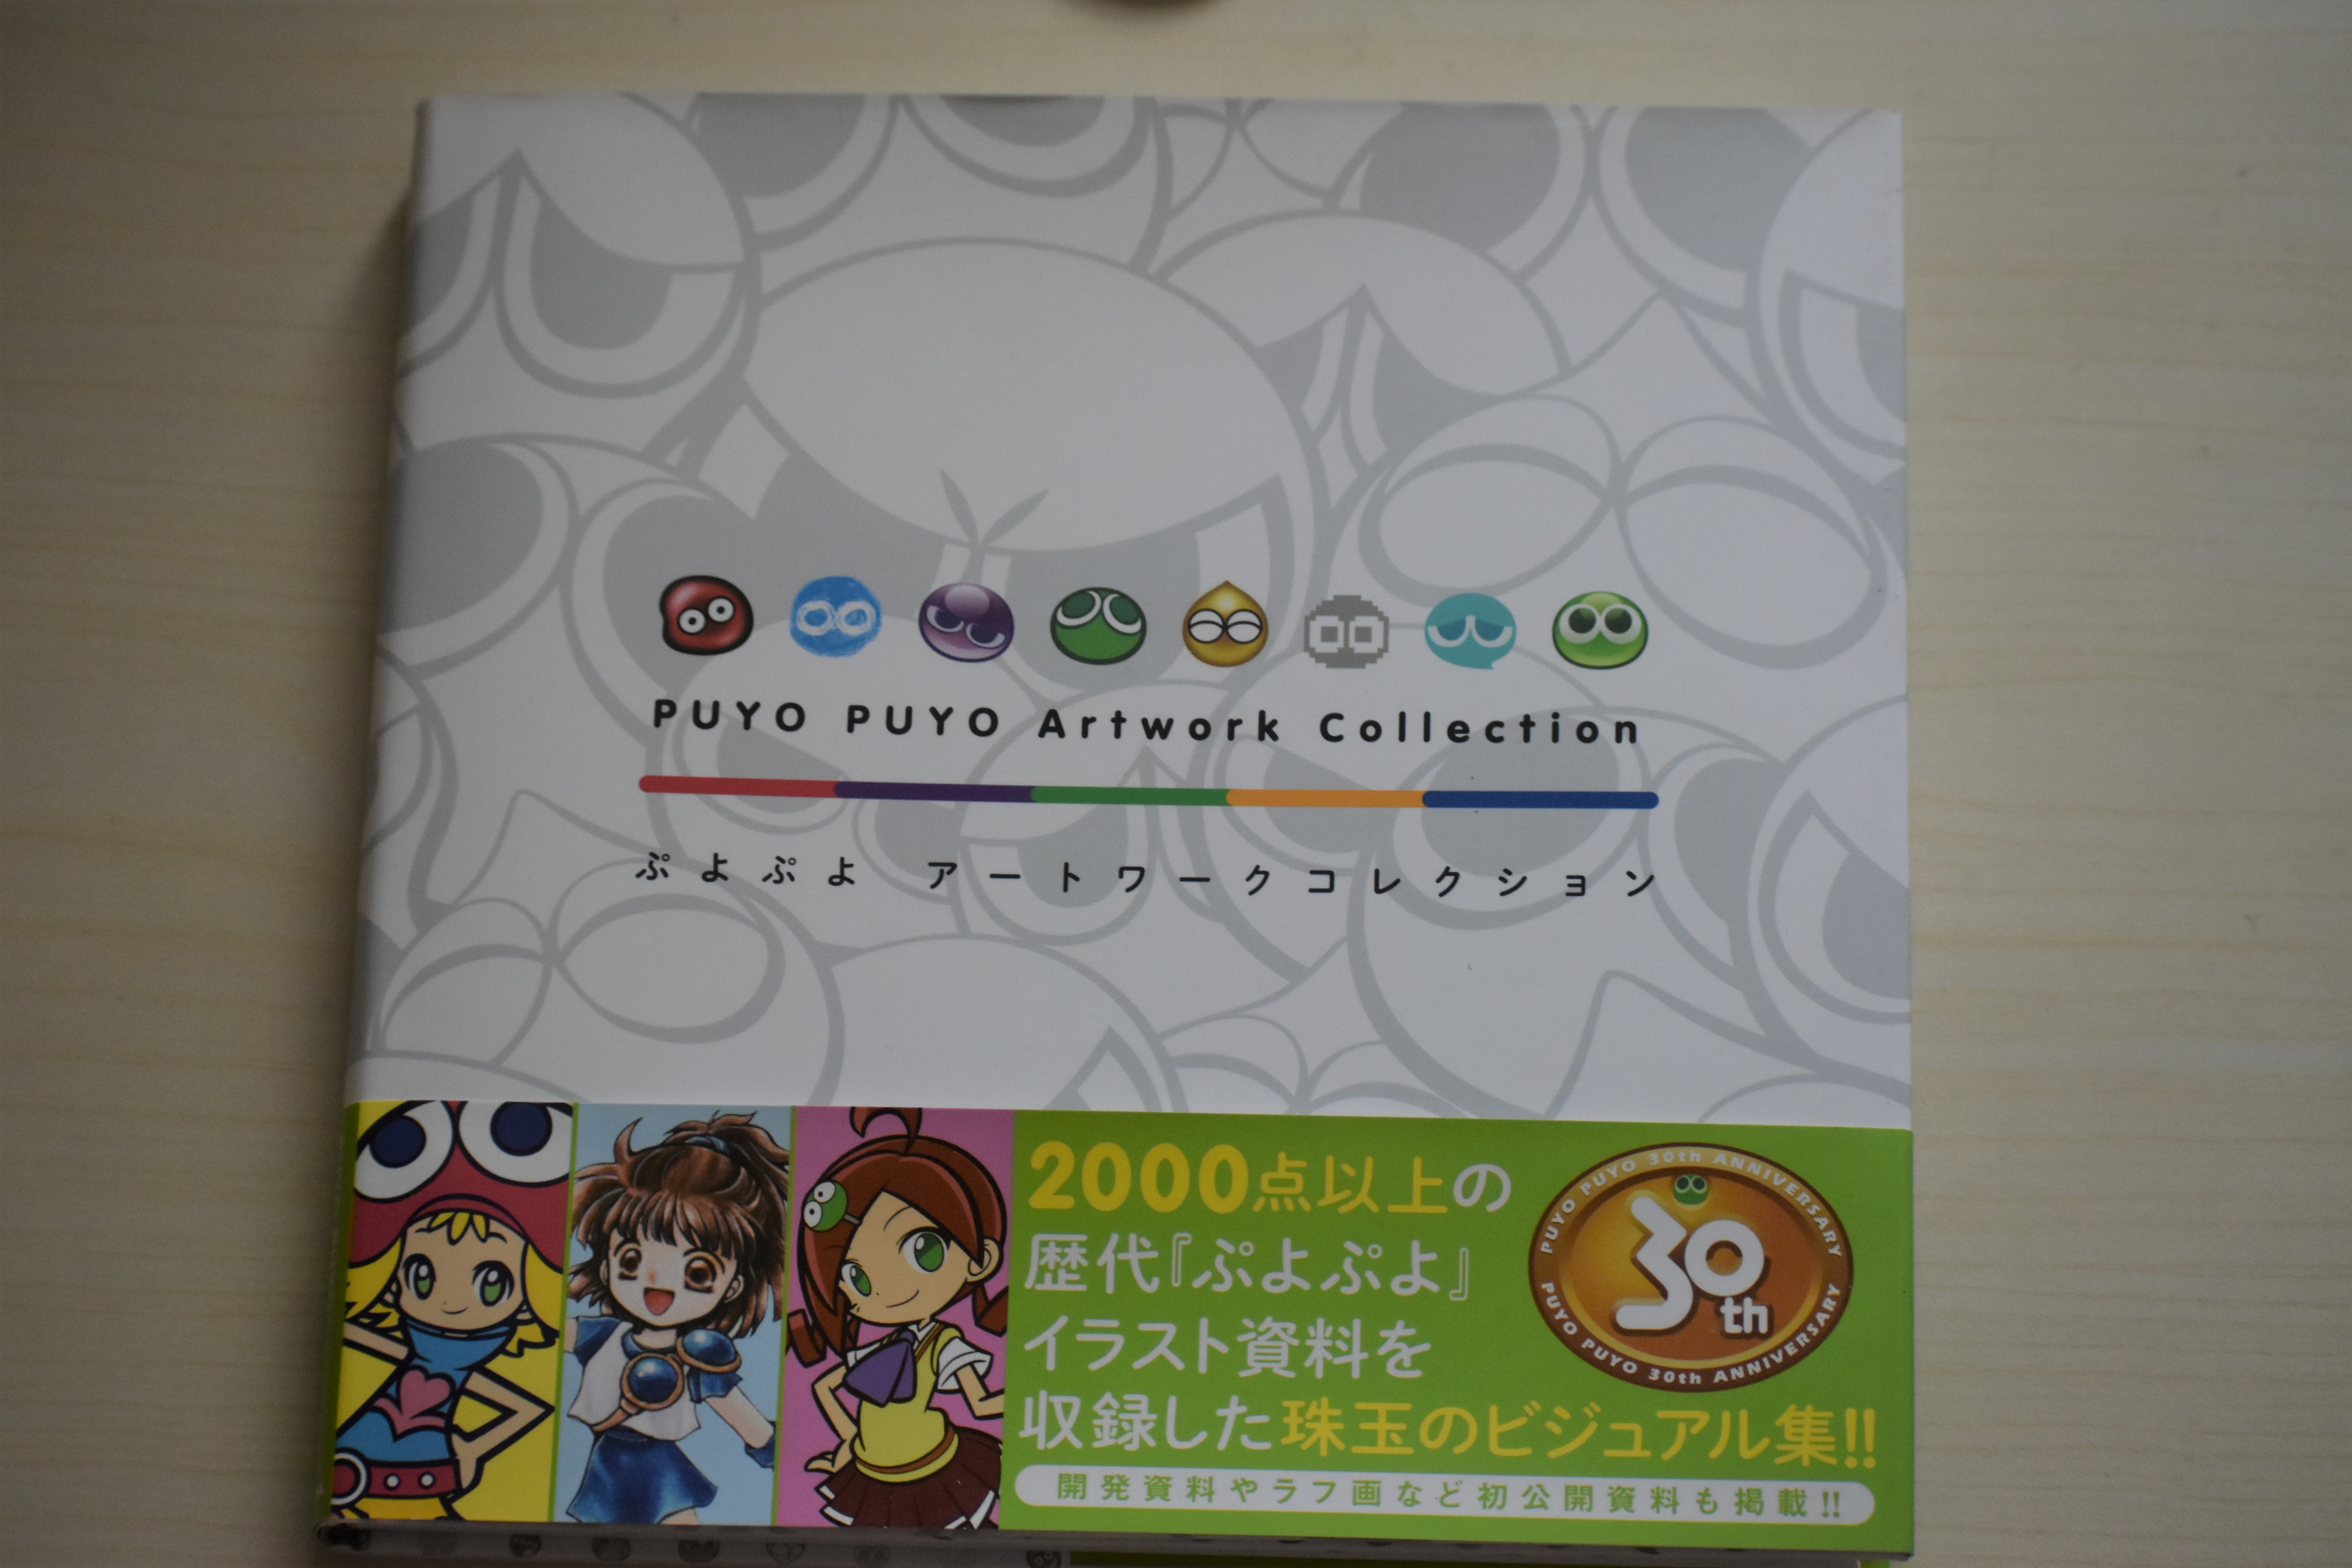 PUYO PUYO Artwork Collection
ぷよぷよ アートワークコレクション
2000点以上の
歴代『ぷよぷよ』
イラスト資料を
収録した珠玉のビジュアル集!!
開発資料やラフ画など初公開資料も掲載!!
PUYO PUYO 30th ANNIVERSARY
30th
PUYO PUYO 30th ANNIVERSARY